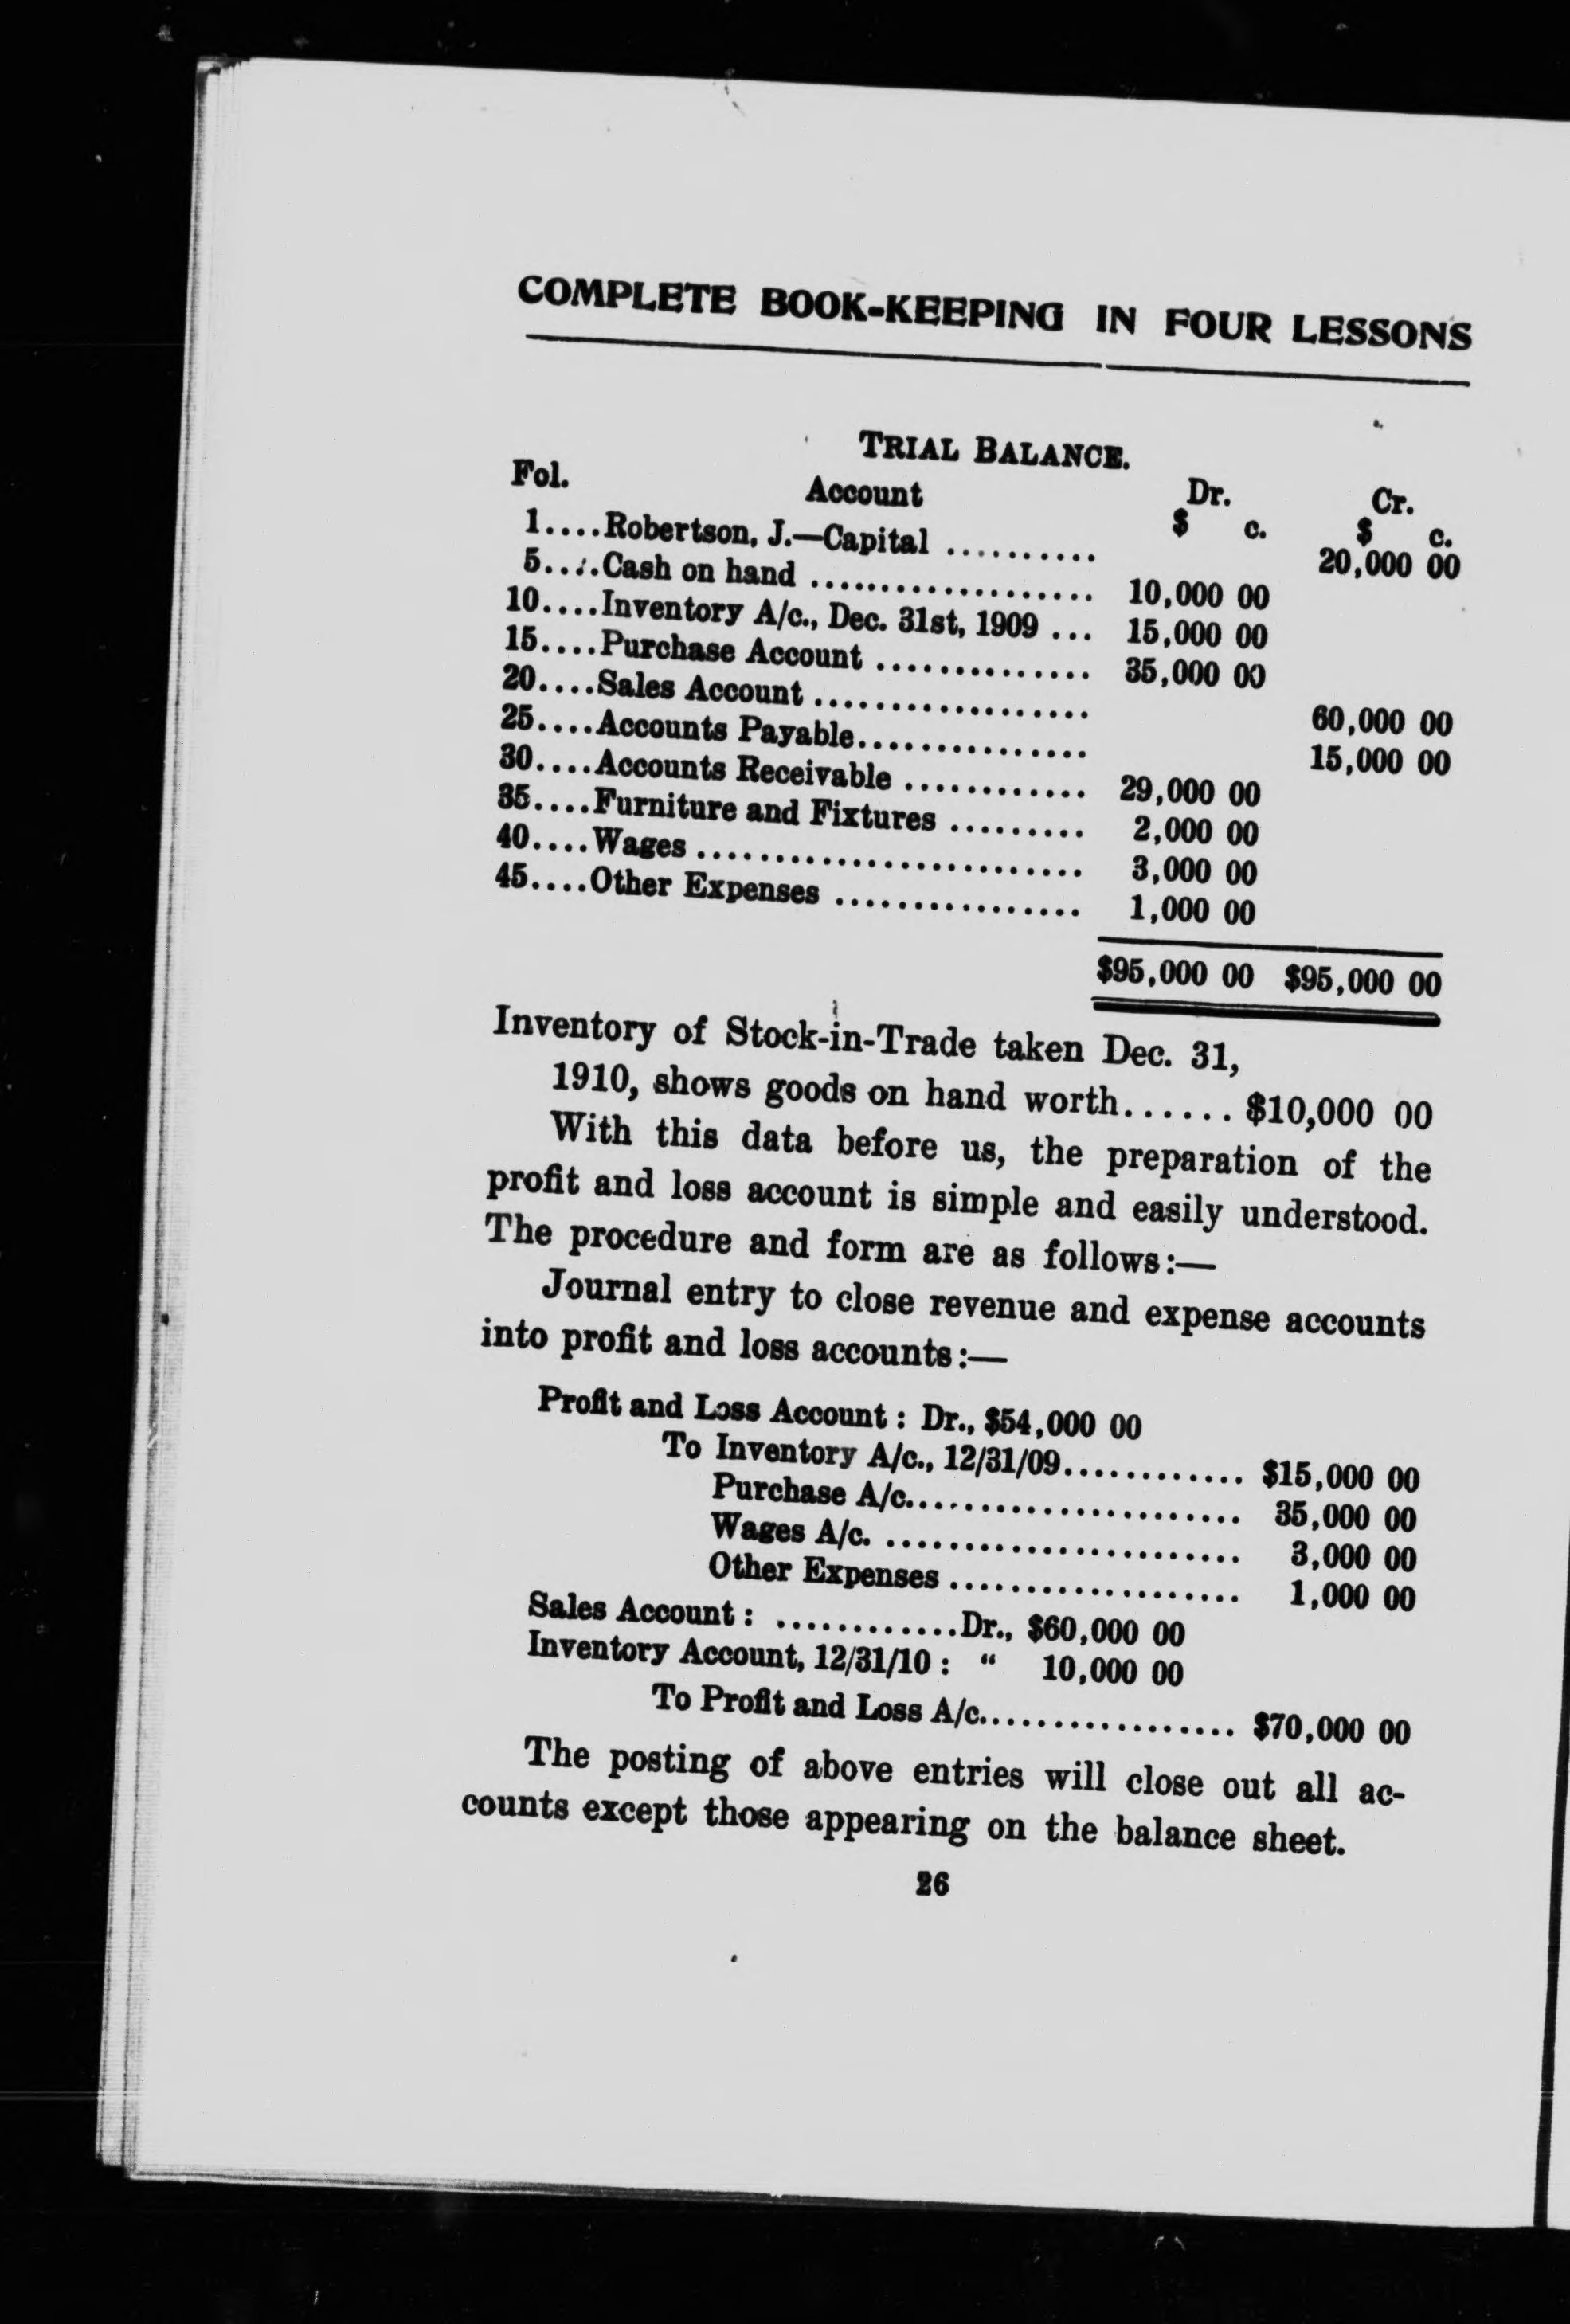 COMPLETE BOOK-KEEPING IN FOUR LESSONS
TRIAL BALANCE.
Fol. Account Dr. Cr.
$ c. $ c.
1....Robertson, J.—Capital .......... 20,000 00
5....Cash on hand .................. 10,000 00
10....Inventory A/c., Dec. 31st, 1909 ... 15,000 00
15....Purchase Account .............. 35,000 00
20....Sales Account .................. 60,000 00
25....Accounts Payable............... 15,000 00
30....Accounts Receivable ............ 29,000 00
35....Furniture and Fixtures ......... 2,000 00
40....Wages ......................... 3,000 00
45....Other Expenses ................ 1,000 00
$95,000 00 $95,000 00
Inventory of Stock-in-Trade taken Dec. 31,
1910, shows goods on hand worth...... $10,000 00
With this data before us, the preparation of the
profit and loss account is simple and easily understood.
The procedure and form are as follows:—
Journal entry to close revenue and expense accounts
into profit and loss accounts:—
Profit and Loss Account : Dr., $54,000 00
To Inventory A/c., 12/31/09............ $15,000 00
Purchase A/c...................... 35,000 00
Wages A/c. ....................... 3,000 00
Other Expenses ................... 1,000 00
Sales Account : ............Dr., $60,000 00
Inventory Account, 12/31/10 : “ 10,000 00
To Profit and Loss A/c................. $70,000 00
The posting of above entries will close out all ac-
counts except those appearing on the balance sheet.
26